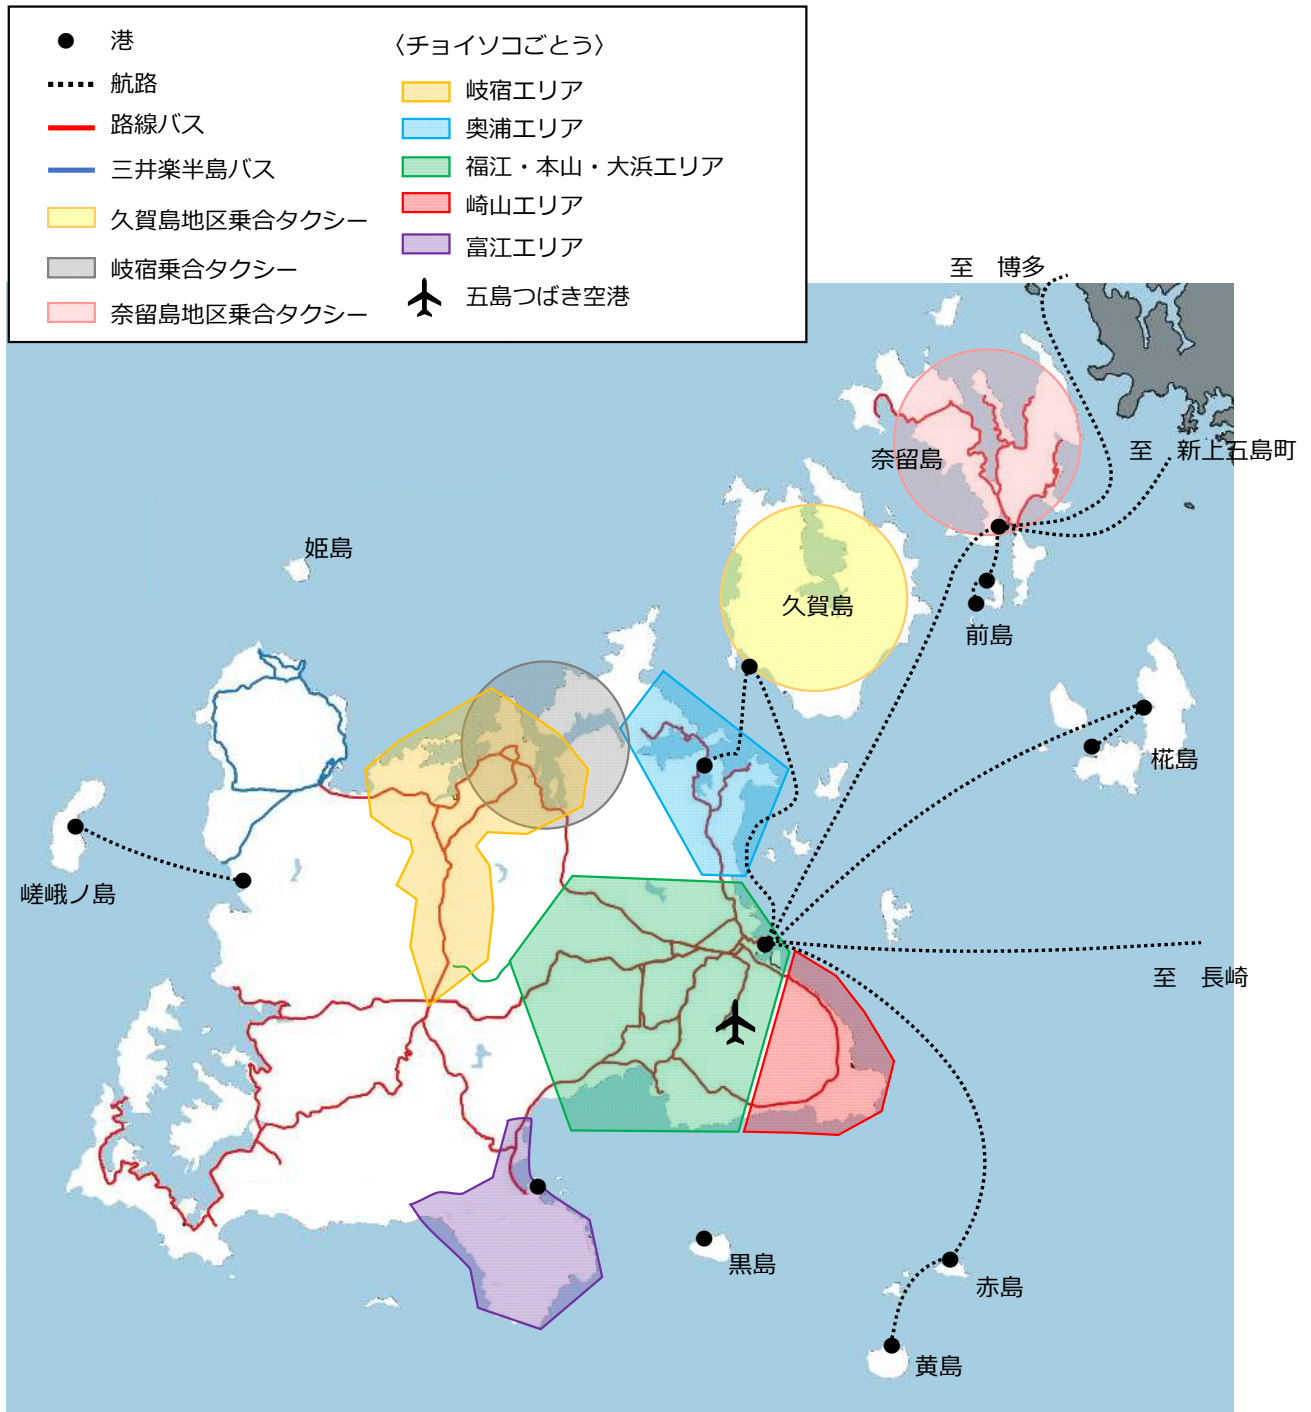 港
航路
路線バス
三井楽半島バス
久賀島地区乗合タクシー
岐宿乗合タクシー
奈留島地区乗合タクシー
〈チョイソコごとう〉
岐宿エリア
奥浦エリア
福江・本山・大浜エリア
崎山エリア
富江エリア
五島つばき空港
至　博多
至　新上五島町
奈留島
姫島
久賀島
前島
椛島
嵯峨ノ島
至　長崎
黒島
赤島
黄島